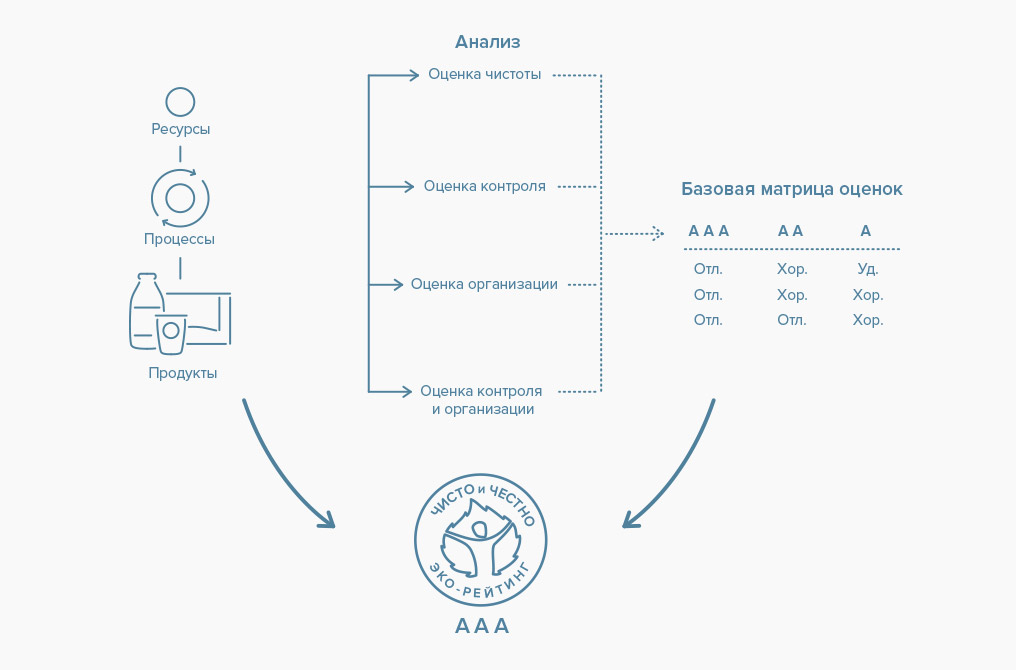 Анализ
Ресурсы
Процессы
Продукты
Оценка чистоты
Оценка контроля
Оценка организации
Оценка контроля
и организации
Базовая матрица оценок
А А А А А А
Отл. Хор. Уд.
Отл. Хор. Хор.
Отл. Отл. Хор.
ЧИСТО и ЧЕСТНО
ЭКО-РЕЙТИНГ
А А А